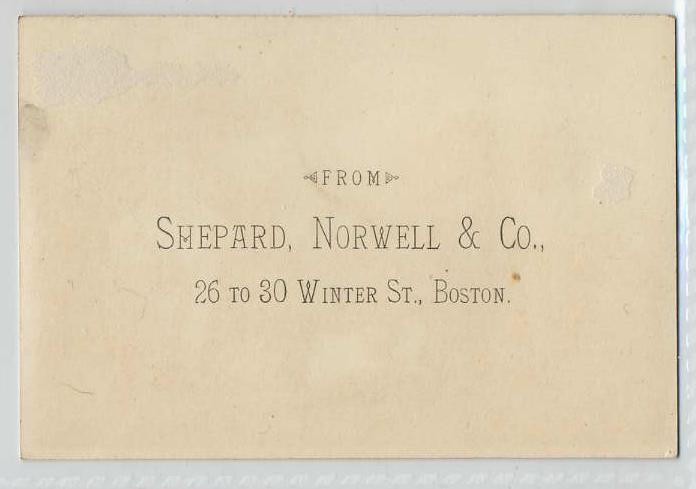 FROM
SHEPARD, NORWELL & CO.,
26 TO 30 WINTER ST., BOSTON.